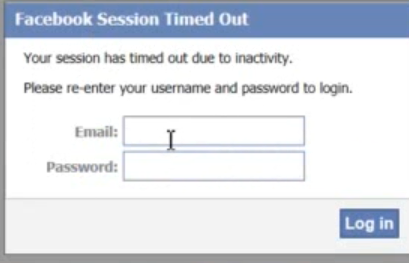 Facebook Session Timed Out
Your session has timed out due to inactivity.
Please re-enter your username and password to login.
Email:
Password:
Log in